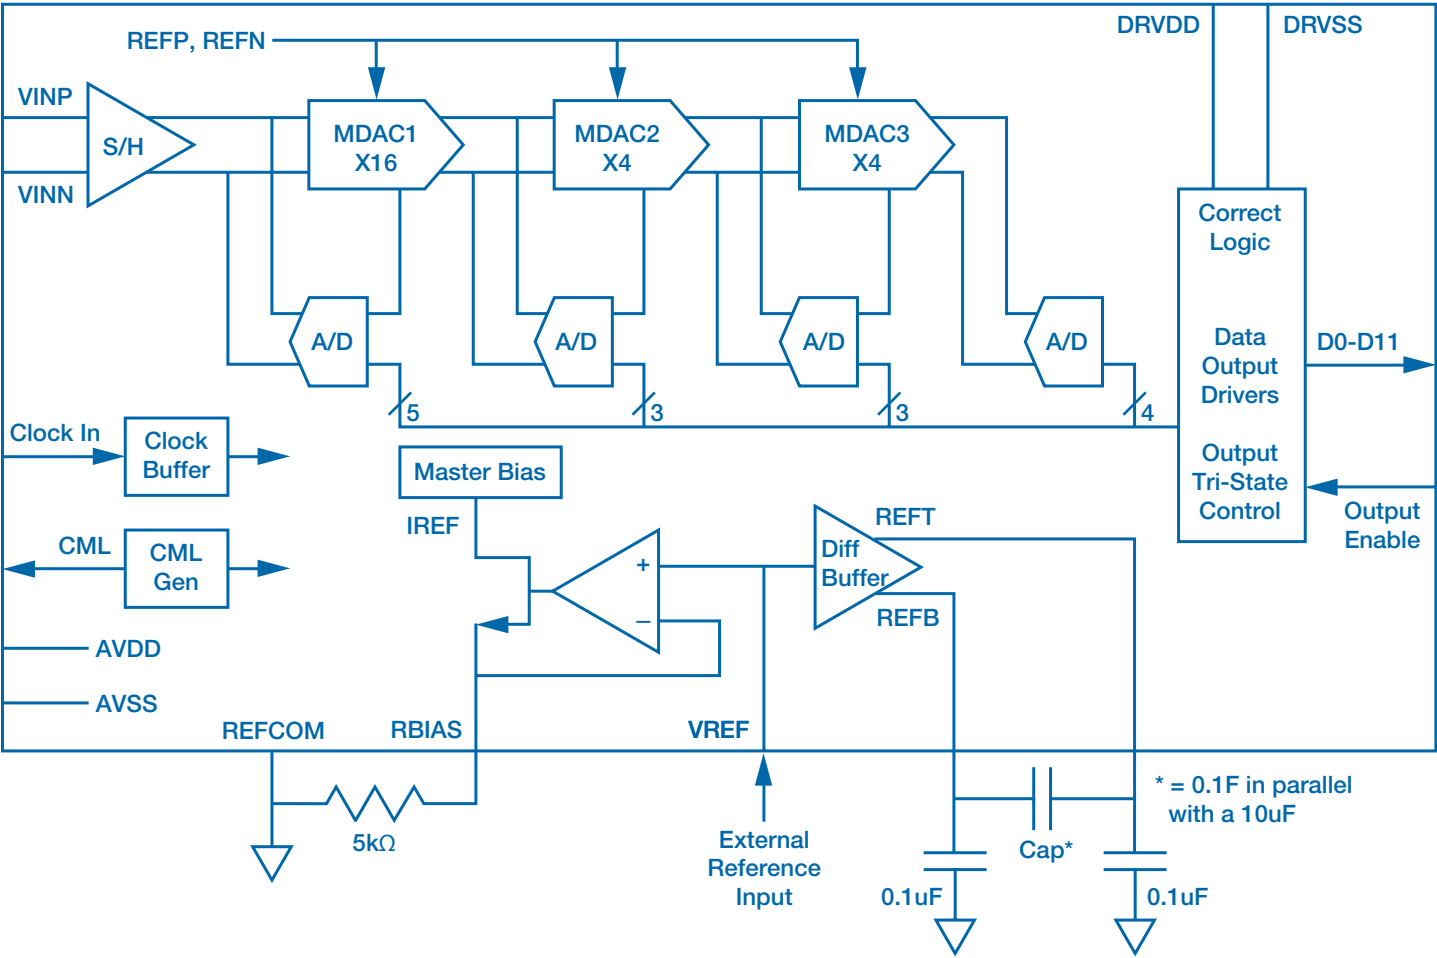 DRVDD
DRVSS
REFP, REFN
VINP
S/H
VINN
MDAC1
X16
MDAC2
X4
MDAC3
X4
Correct
Logic
A/D
A/D
A/D
A/D
Data
Output
Drivers
D0-D11
5
3
3
4
Clock In
Clock
Buffer
Master Bias
Output
Tri-State
Control
Output
Enable
IREF
REFT
CML
CML
Gen
+
–
Diff
Buffer
REFB
AVDD
AVSS
REFCOM
RBIAS
VREF
5kΩ
External
Reference
Input
* = 0.1F in parallel
with a 10uF
Cap*
0.1uF
0.1uF